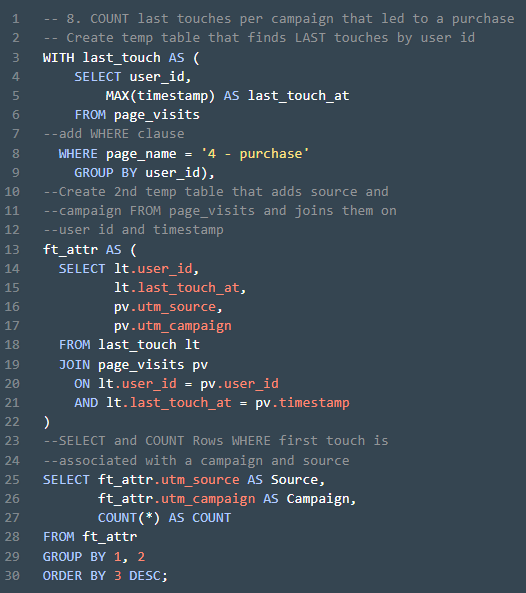 1 -- 8. COUNT last touches per campaign that led to a purchase
2 -- Create temp table that finds LAST touches by user id
3 WITH last_touch AS (
4     SELECT user_id,
5         MAX(timestamp) AS last_touch_at
6     FROM page_visits
7 --add WHERE clause
8   WHERE page_name = '4 - purchase'
9     GROUP BY user_id),
10 --Create 2nd temp table that adds source and
11 --campaign FROM page_visits and joins them on
12 --user id and timestamp
13 ft_attr AS (
14   SELECT lt.user_id,
15          lt.last_touch_at,
16          pv.utm_source,
17          pv.utm_campaign
18   FROM last_touch lt
19   JOIN page_visits pv
20     ON lt.user_id = pv.user_id
21     AND lt.last_touch_at = pv.timestamp
22 )
23 --SELECT and COUNT Rows WHERE first touch is
24 --associated with a campaign and source
25 SELECT ft_attr.utm_source AS Source,
26        ft_attr.utm_campaign AS Campaign,
27        COUNT(*) AS COUNT
28 FROM ft_attr
29 GROUP BY 1, 2
30 ORDER BY 3 DESC;